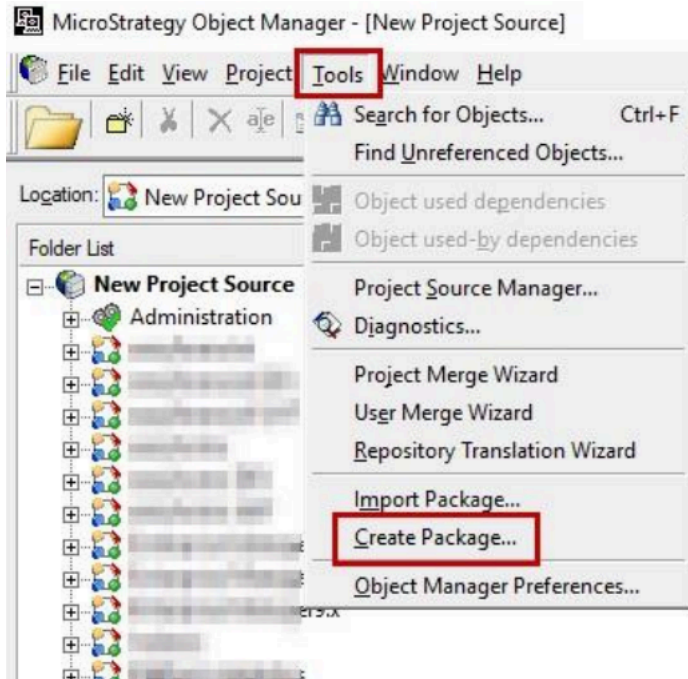 MicroStrategy Object Manager - [New Project Source]
File Edit View Project Tools Window Help
Search for Objects... Ctrl+F
Find Unreferenced Objects...
Location: New Project Sou
Object used dependencies
Object used-by dependencies
Folder List
New Project Source
Administration
Project Source Manager...
Diagnostics...
Project Merge Wizard
User Merge Wizard
Repository Translation Wizard
Import Package...
Create Package...
Object Manager Preferences...